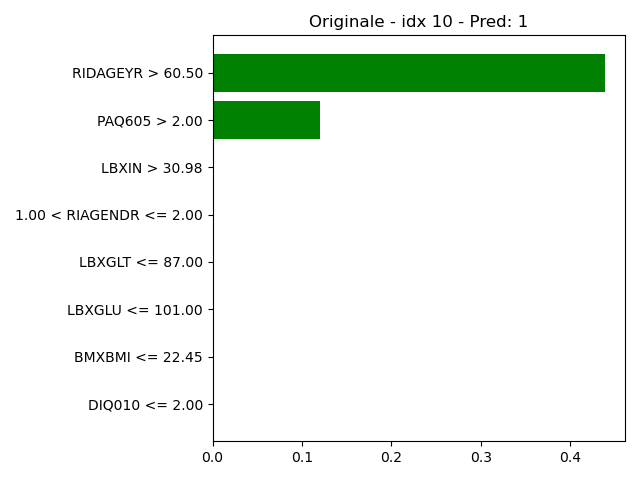 Originale - idx 10 - Pred: 1
RIDAGEYR > 60.50
PAQ605 > 2.00
LBXIN > 30.98
1.00 < RIAGENDR <= 2.00
LBXGLT <= 87.00
LBXGLU <= 101.00
BMXBMI <= 22.45
DIQ010 <= 2.00
0.0 0.1 0.2 0.3 0.4